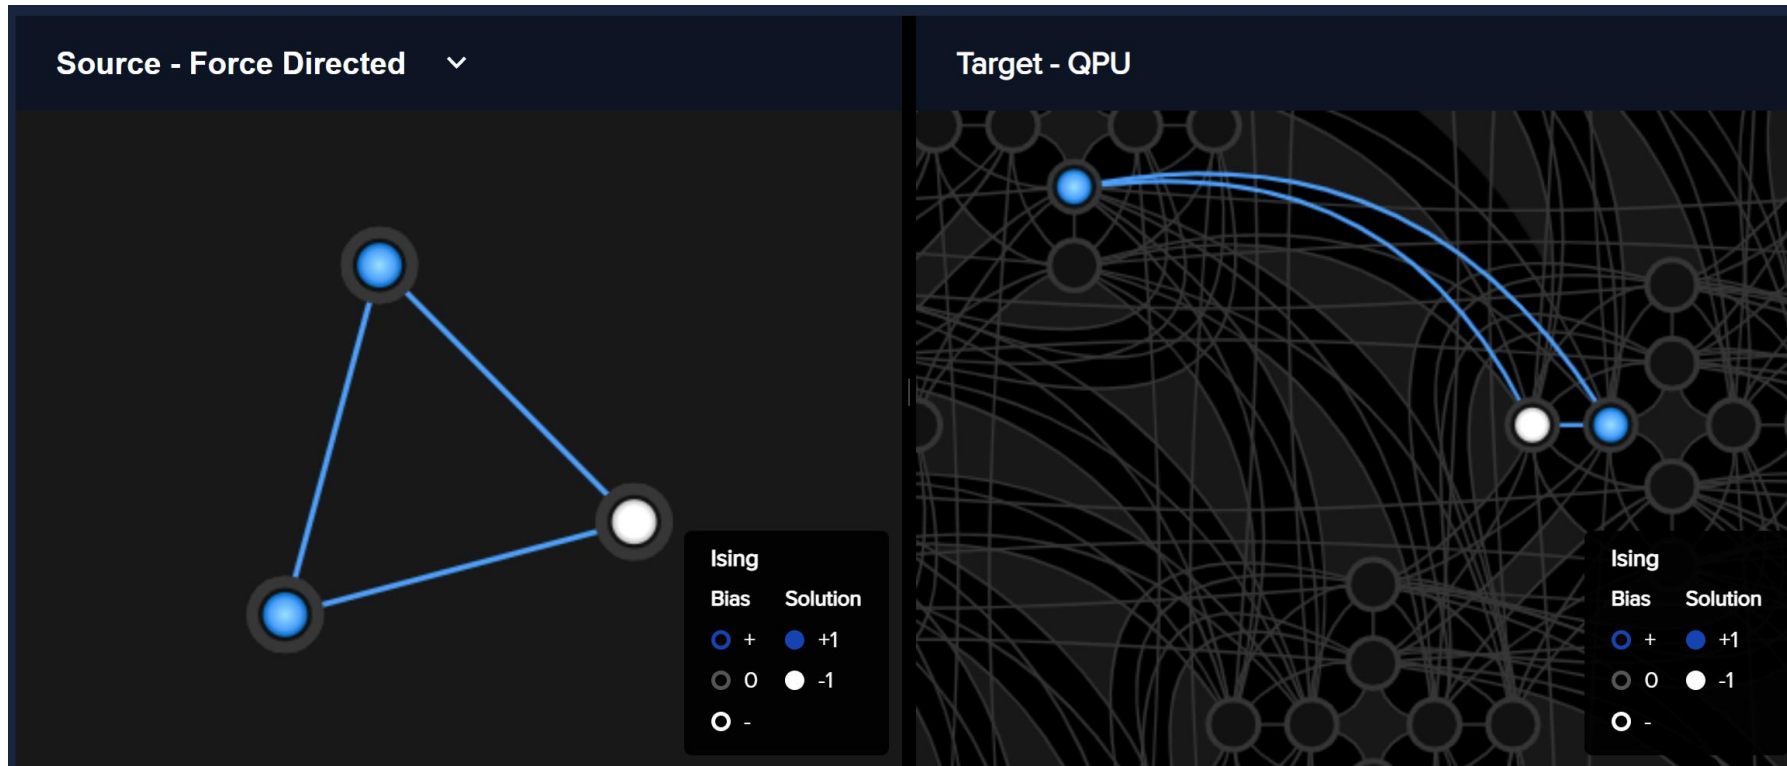 Source - Force Directed
Target - QPU
Ising
Bias Solution
+ +1
0 -1
-
Ising
Bias Solution
+ +1
0 -1
-